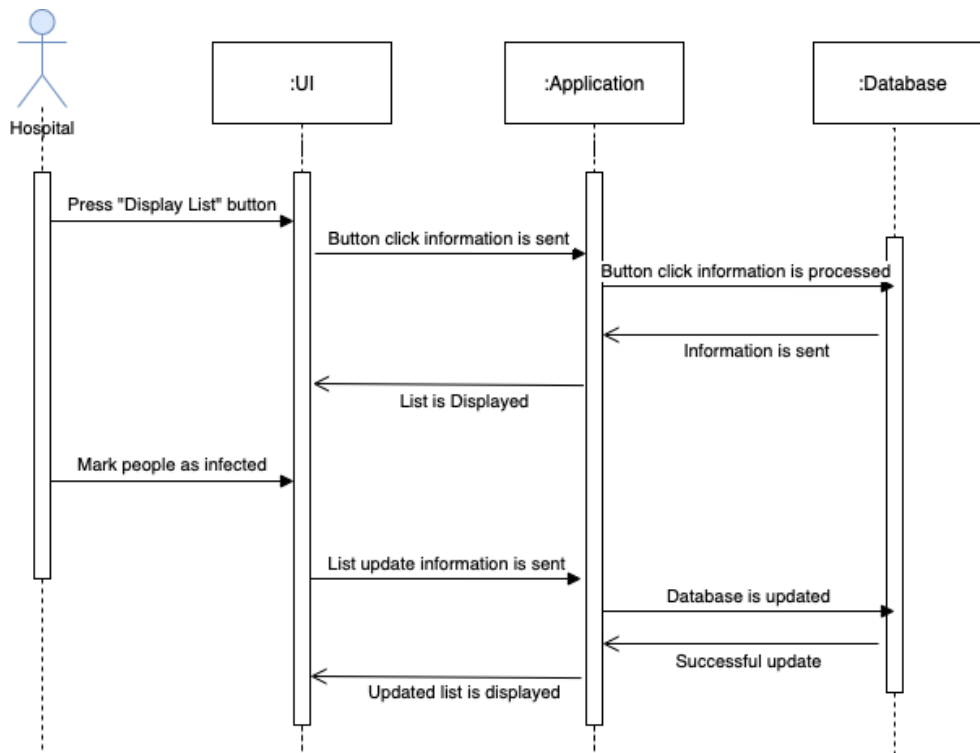 :UI
:Application
:Database
Hospital
Press "Display List" button
Button click information is sent
Button click information is processed
Information is sent
List is Displayed
Mark people as infected
List update information is sent
Database is updated
Successful update
Updated list is displayed